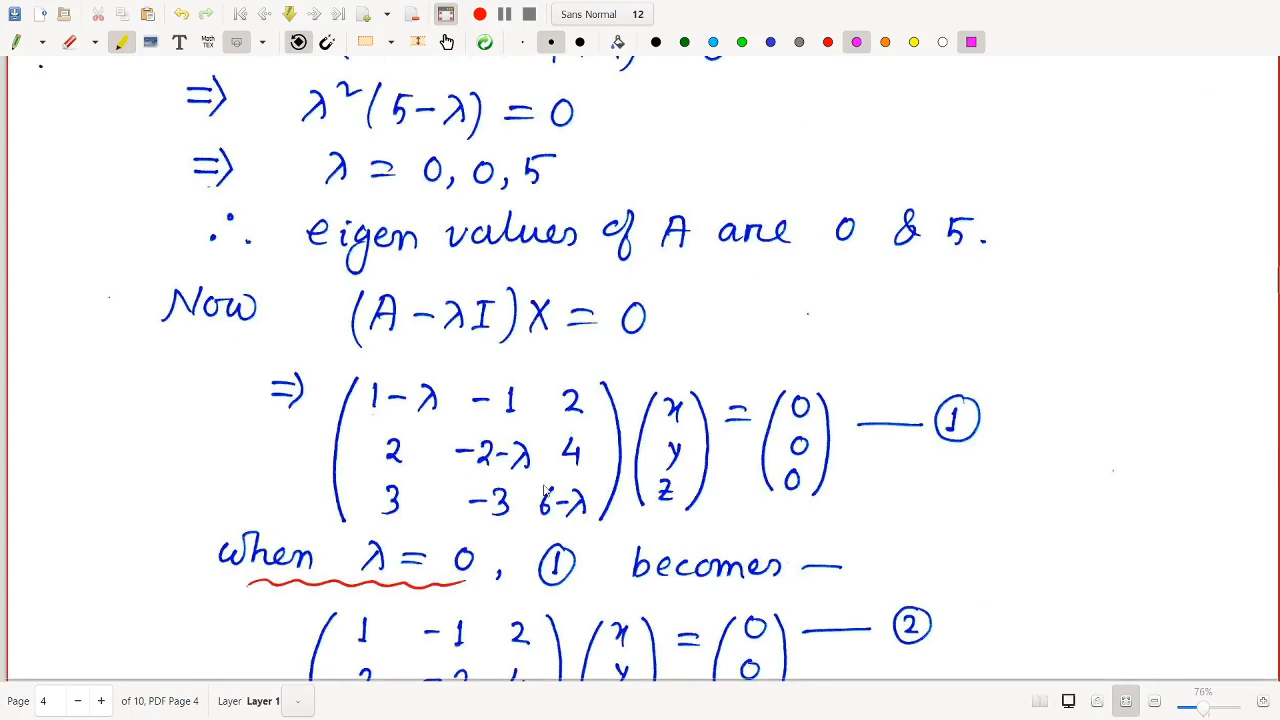 Sans Normal 12
T MATH TEX
⇒ λ²(5-λ) = 0
⇒ λ = 0, 0, 5
∴ eigen values of A are 0 & 5.
Now (A - λI)X = 0
⇒ (1-λ -1 2) (x) = (0) —— ①
(2 -2-λ 4) (y) (0)
(3 -3 6-λ) (z) (0)
when λ = 0, ① becomes —
(1 -1 2) (x) = (0) —— ②
y 0
Page 4 of 10, PDF Page 4 Layer Layer 1 76%